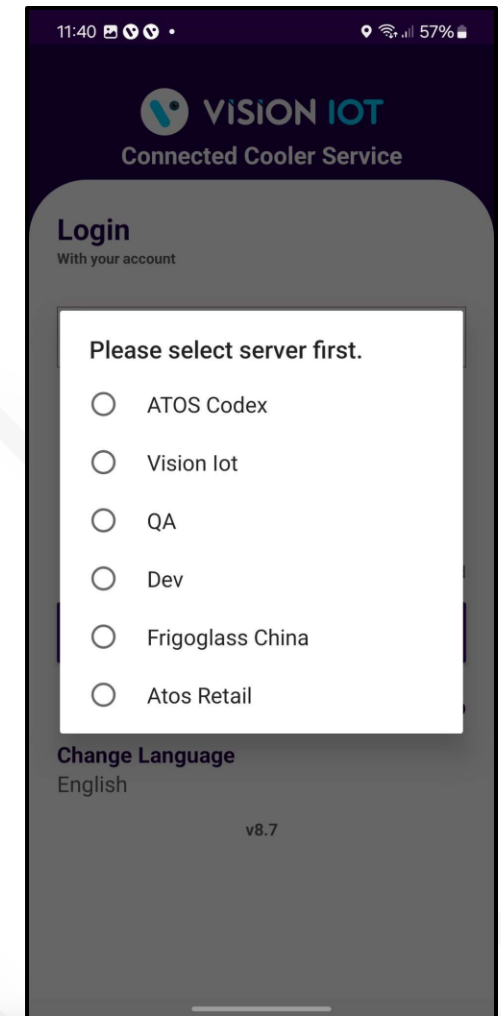 11:40
57%
VISION IOT
Connected Cooler Service
Login
With your account
Please select server first.
ATOS Codex
Vision Iot
QA
Dev
Frigoglass China
Atos Retail
Change Language
English
v8.7